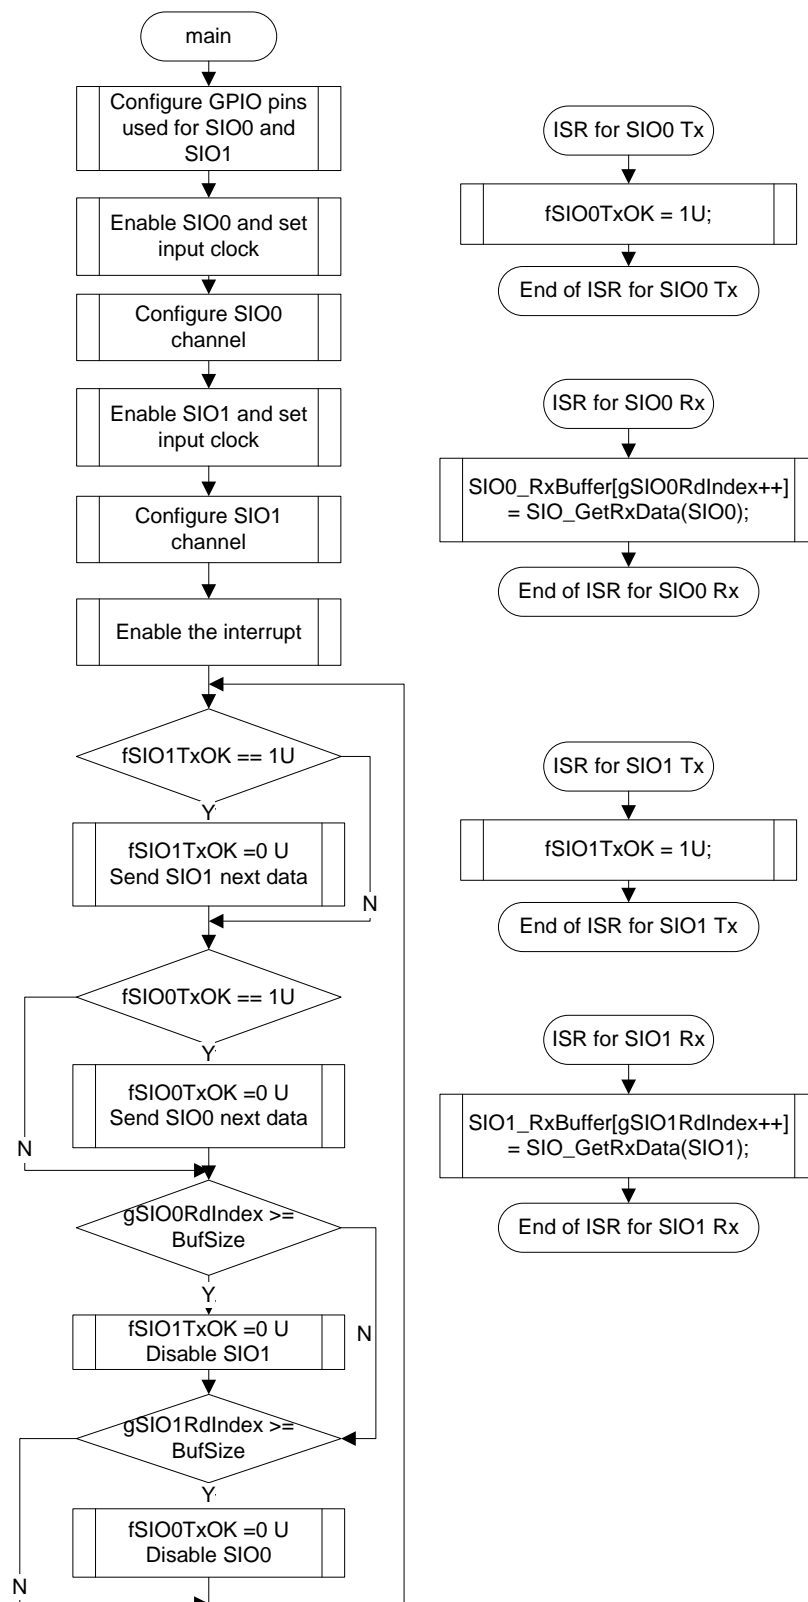 main
Configure GPIO pins
used for SIO0 and
SIO1
Enable SIO0 and set
input clock
Configure SIO0
channel
Enable SIO1 and set
input clock
Configure SIO1
channel
Enable the interrupt
fSIO1TxOK == 1U
Y
fSIO1TxOK =0 U
Send SIO1 next data
N
fSIO0TxOK == 1U
Y
fSIO0TxOK =0 U
Send SIO0 next data
N
gSIO0RdIndex >=
BufSize
Y
fSIO1TxOK =0 U
Disable SIO1
N
gSIO1RdIndex >=
BufSize
Y
fSIO0TxOK =0 U
Disable SIO0
N
ISR for SIO0 Tx
fSIO0TxOK = 1U;
End of ISR for SIO0 Tx
ISR for SIO0 Rx
SIO0_RxBuffer[gSIO0RdIndex++]
= SIO_GetRxData(SIO0);
End of ISR for SIO0 Rx
ISR for SIO1 Tx
fSIO1TxOK = 1U;
End of ISR for SIO1 Tx
ISR for SIO1 Rx
SIO1_RxBuffer[gSIO1RdIndex++]
= SIO_GetRxData(SIO1);
End of ISR for SIO1 Rx